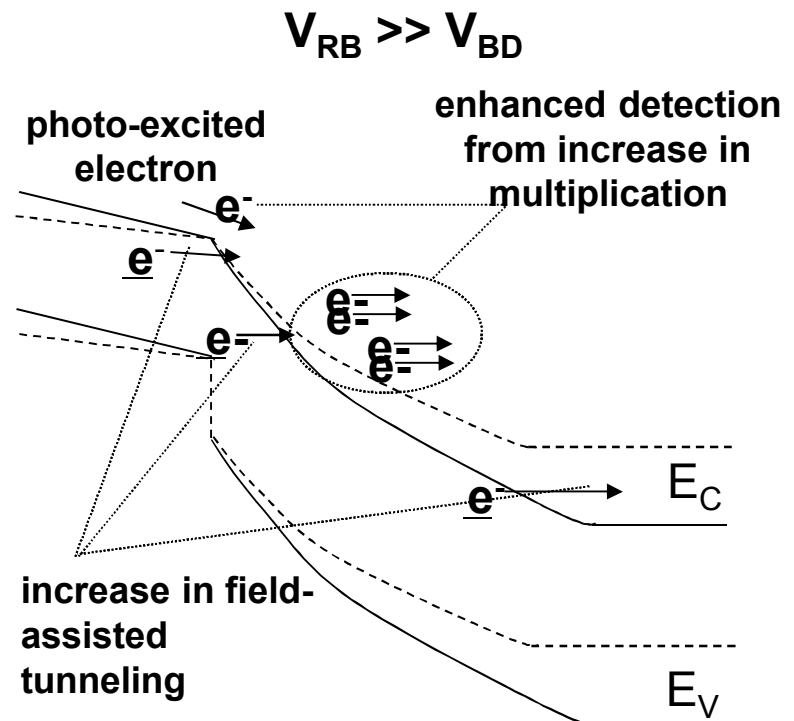 V_RB >> V_BD
enhanced detection
from increase in
multiplication
photo-excited
electron
e-
e-
e-
e-
e-
e-
e-
e-
E_C
increase in field-
assisted
tunneling
E_V